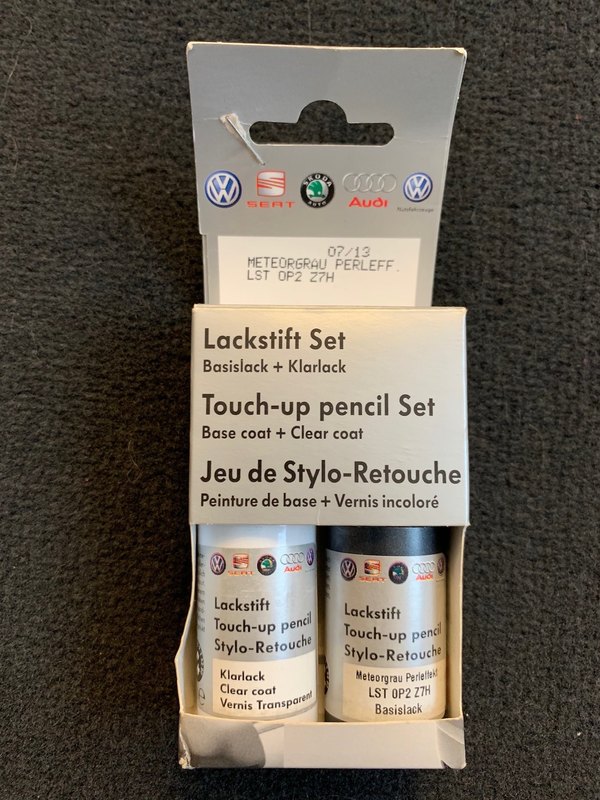 SEAT
SKODA
AUTO
Audi
Nutzfahrzeuge
07/13
METEORGRAU PERLEFF.
LST 0P2 Z7H
Lackstift Set
Basislack + Klarlack
Touch-up pencil Set
Base coat + Clear coat
Jeu de Stylo-Retouche
Peinture de base + Vernis incoloré
SEAT
Audi
Lackstift
Touch-up pencil
Stylo-Retouche
Klarlack
Clear coat
Vernis Transparent
SEAT
Audi
Lackstift
Touch-up pencil
Stylo-Retouche
Meteorgrau Perleffekt
LST 0P2 Z7H
Basislack